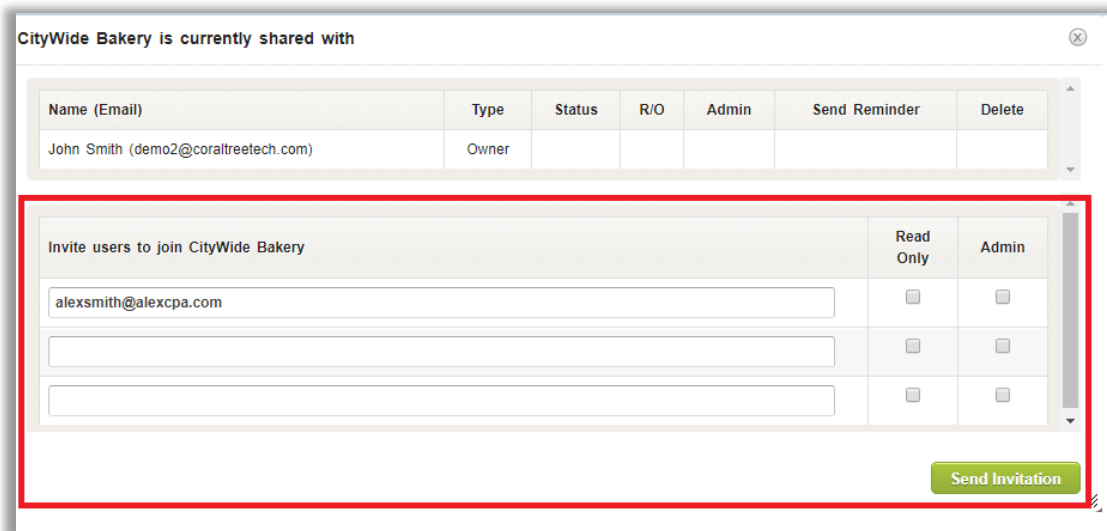 CityWide Bakery is currently shared with
Name (Email) Type Status R/O Admin Send Reminder Delete
John Smith (demo2@coraltreetech.com) Owner
Invite users to join CityWide Bakery Read Only Admin
alexsmith@alexcpa.com
Send Invitation